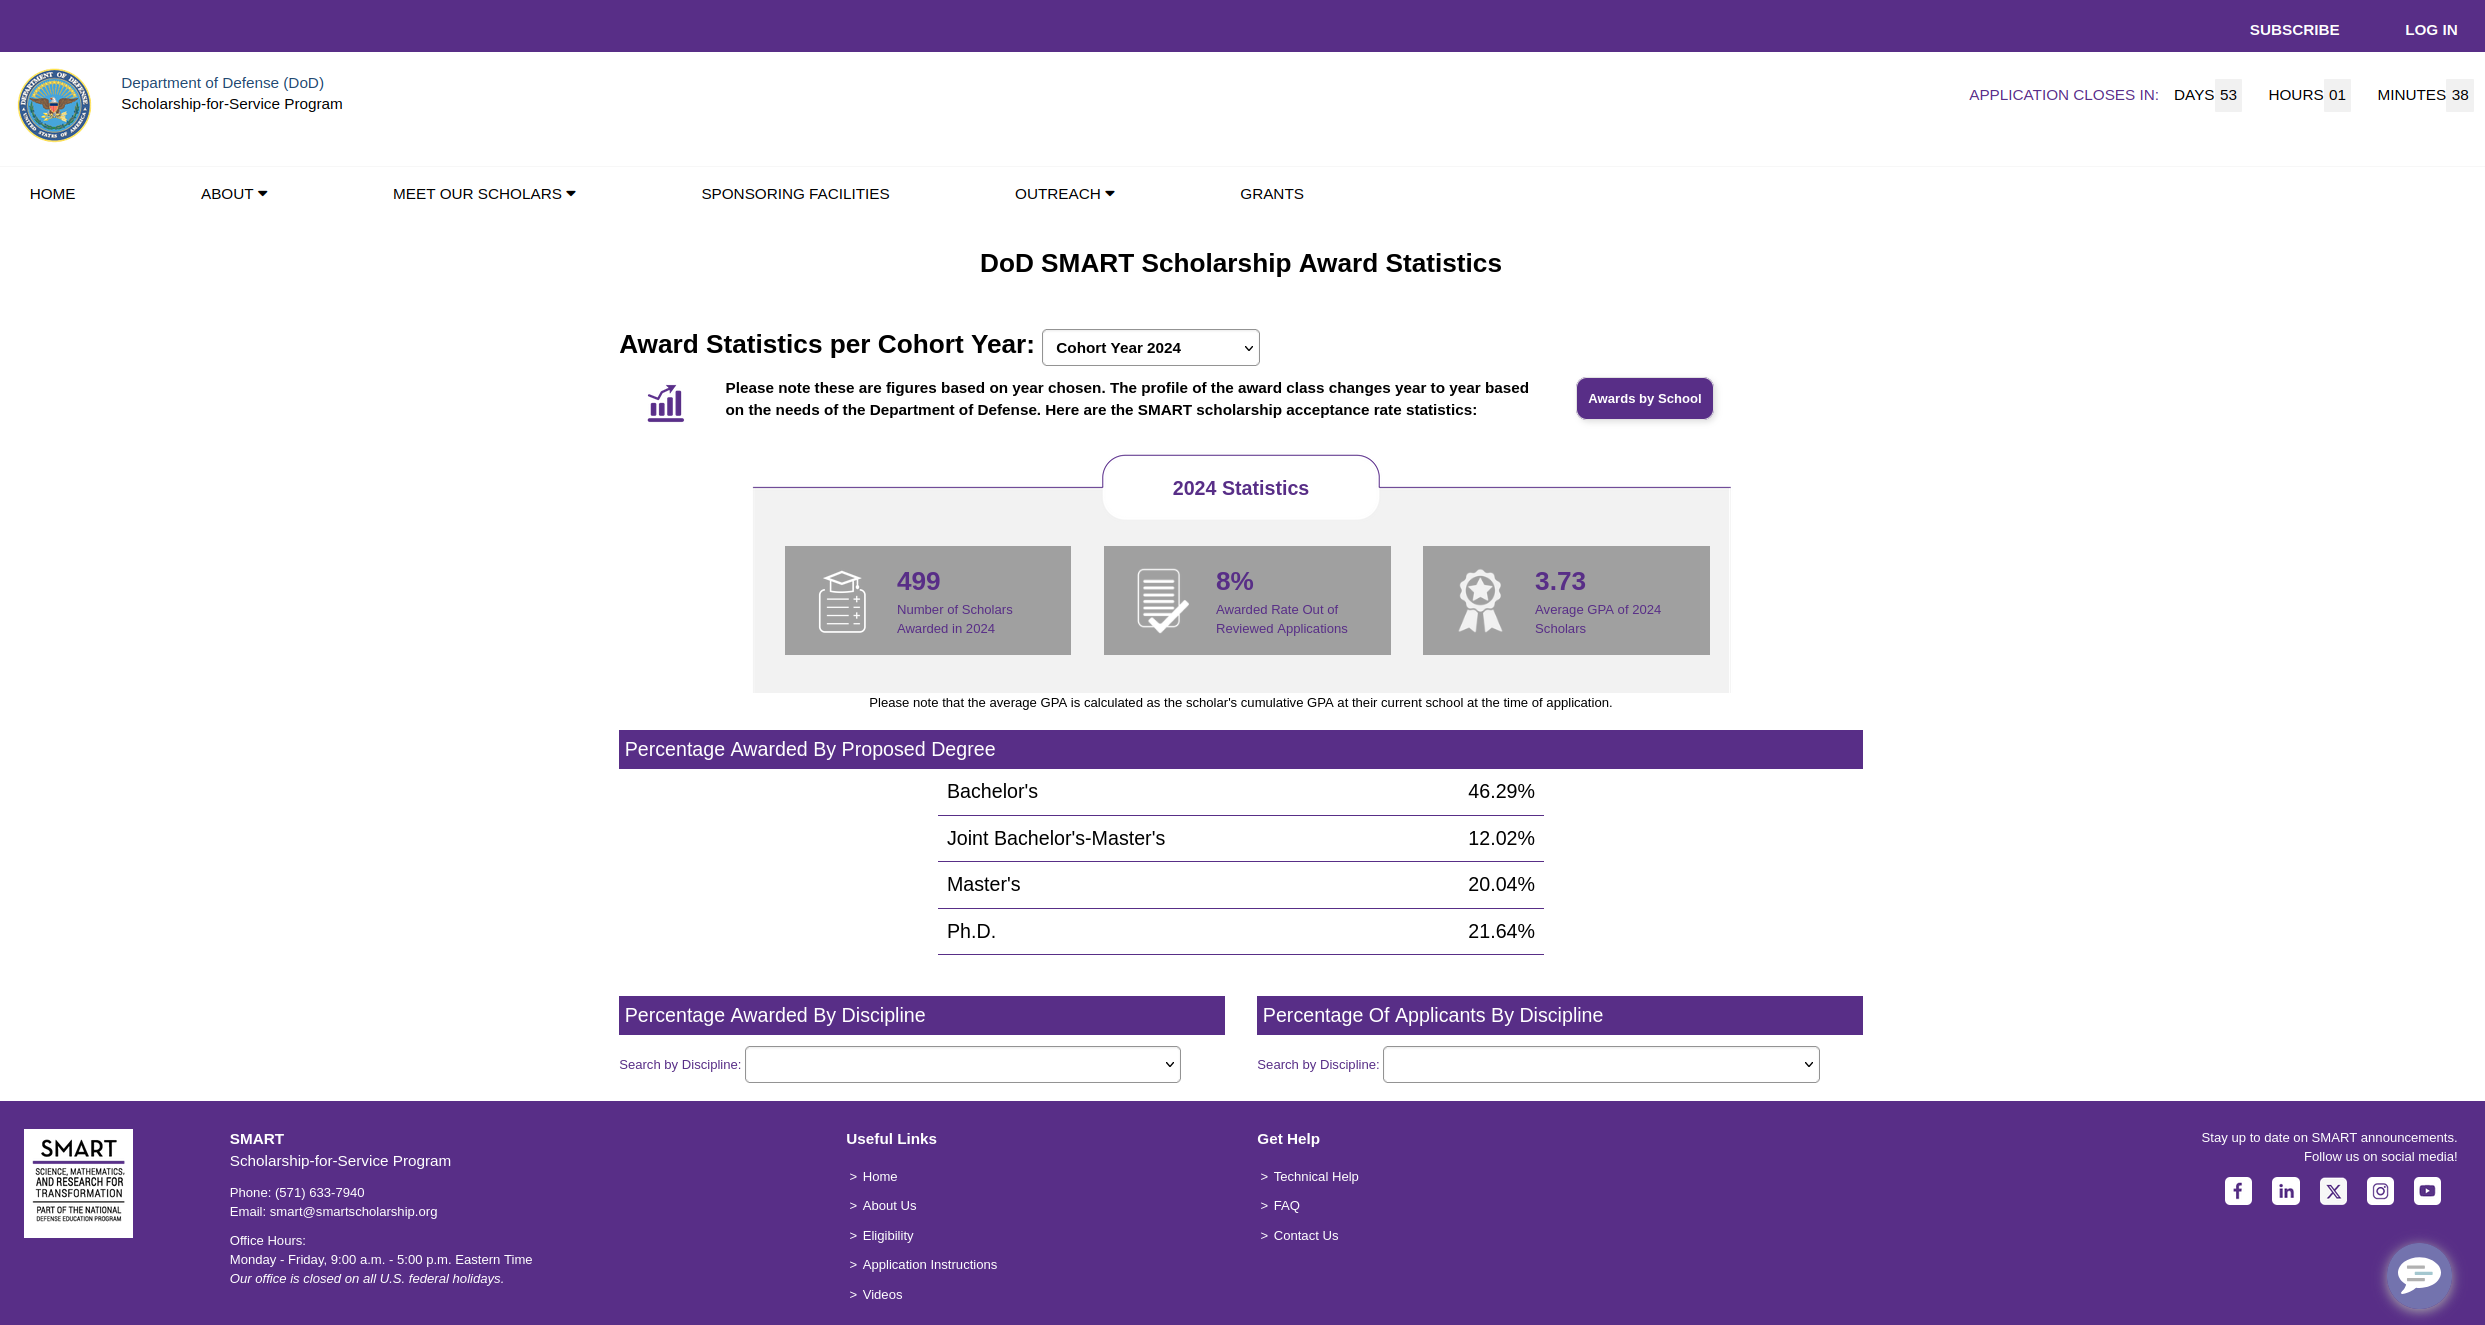 SUBSCRIBE LOG IN
Department of Defense (DoD)
Scholarship-for-Service Program
APPLICATION CLOSES IN: DAYS 53 HOURS 01 MINUTES 38
HOME ABOUT MEET OUR SCHOLARS SPONSORING FACILITIES OUTREACH GRANTS
DoD SMART Scholarship Award Statistics
Award Statistics per Cohort Year: Cohort Year 2024
Please note these are figures based on year chosen. The profile of the award class changes year to year based
on the needs of the Department of Defense. Here are the SMART scholarship acceptance rate statistics:
Awards by School
2024 Statistics
499
Number of Scholars
Awarded in 2024
8%
Awarded Rate Out of
Reviewed Applications
3.73
Average GPA of 2024
Scholars
Please note that the average GPA is calculated as the scholar's cumulative GPA at their current school at the time of application.
Percentage Awarded By Proposed Degree
Bachelor's 46.29%
Joint Bachelor's-Master's 12.02%
Master's 20.04%
Ph.D. 21.64%
Percentage Awarded By Discipline
Search by Discipline:
Percentage Of Applicants By Discipline
Search by Discipline:
SMART
SCIENCE, MATHEMATICS,
AND RESEARCH FOR
TRANSFORMATION
PART OF THE NATIONAL
DEFENSE EDUCATION PROGRAM
SMART
Scholarship-for-Service Program
Phone: (571) 633-7940
Email: smart@smartscholarship.org
Office Hours:
Monday - Friday, 9:00 a.m. - 5:00 p.m. Eastern Time
Our office is closed on all U.S. federal holidays.
Useful Links
> Home
> About Us
> Eligibility
> Application Instructions
> Videos
Get Help
> Technical Help
> FAQ
> Contact Us
Stay up to date on SMART announcements.
Follow us on social media!
DEPARTMENT OF DEFENSE
UNITED STATES OF AMERICA